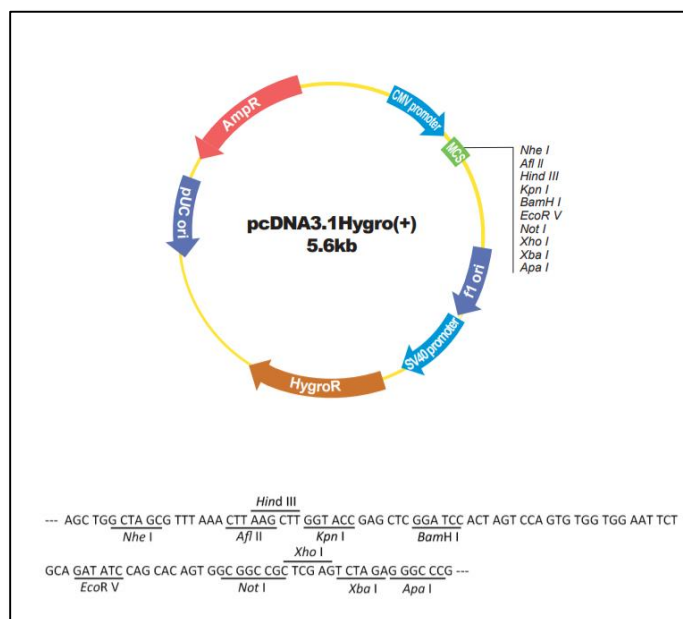 AmpR
CMV promoter
MCS
Nhe I
Afl II
Hind III
Kpn I
BamH I
EcoR V
Not I
Xho I
Xba I
Apa I
pUC ori
pcDNA3.1Hygro(+)
5.6kb
f1 ori
SV40 promoter
HygroR
Hind III
--- AGC TGG CTA GCG TTT AAA CTT AAG CTT GGT ACC GAG CTC GGA TCC ACT AGT CCA GTG TGG TGG AAT TCT
Nhe I Afl II Kpn I BamH I
Xho I
GCA GAT ATC CAG CAC AGT GGC GGC CGC TCG AGT CTA GAG GGC CCG ---
EcoR V Not I Xba I Apa I